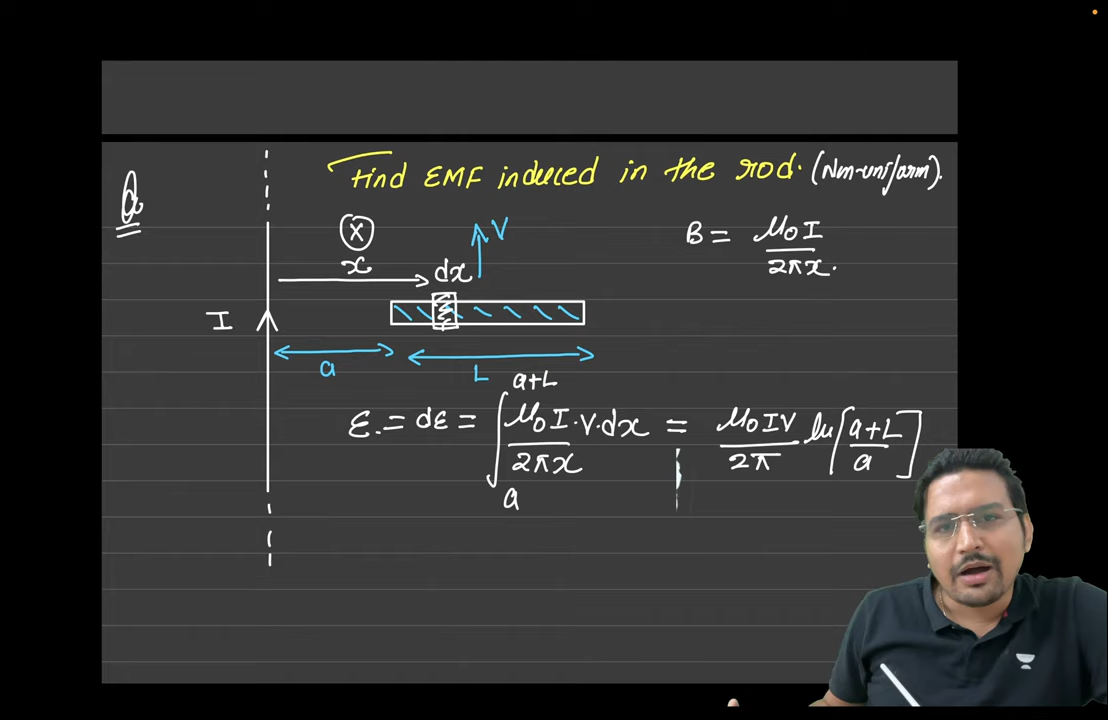 Q
Find EMF induced in the rod. (Non-uniform).
ⓧ
V
B = μ₀I / 2πx.
x
dx
I
a
L
ε. = dε = ∫ₐ^(a+L) μ₀I / 2πx · V · dx = μ₀IV / 2π ln[a+L / a]